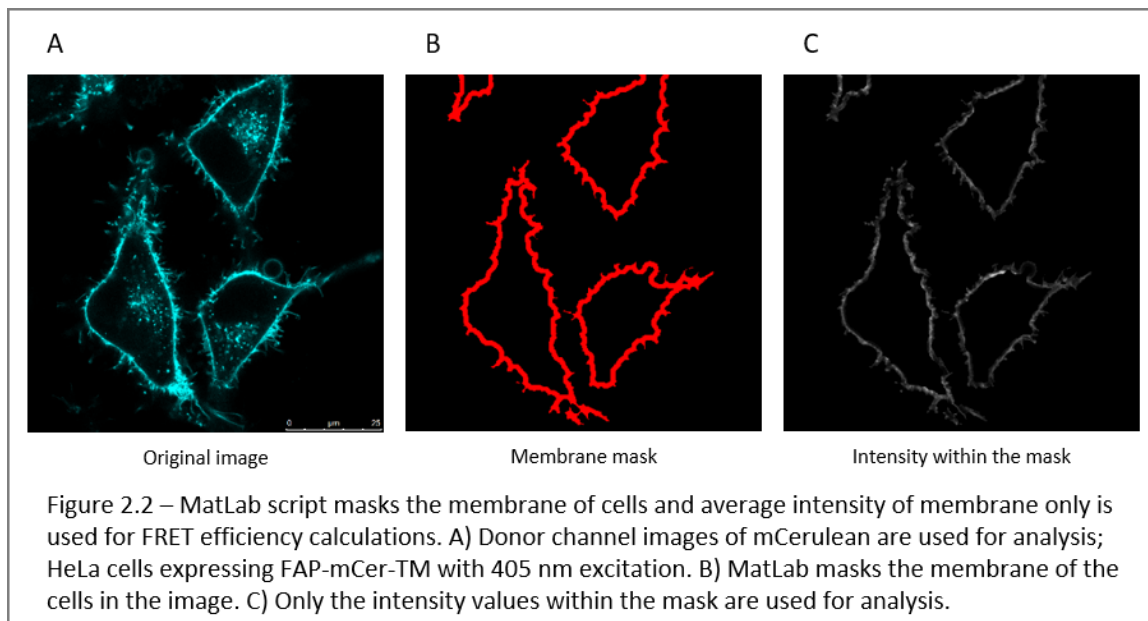 A B C
0 µm 25
Original image Membrane mask Intensity within the mask
Figure 2.2 – MatLab script masks the membrane of cells and average intensity of membrane only is
used for FRET efficiency calculations. A) Donor channel images of mCerulean are used for analysis;
HeLa cells expressing FAP-mCer-TM with 405 nm excitation. B) MatLab masks the membrane of the
cells in the image. C) Only the intensity values within the mask are used for analysis.